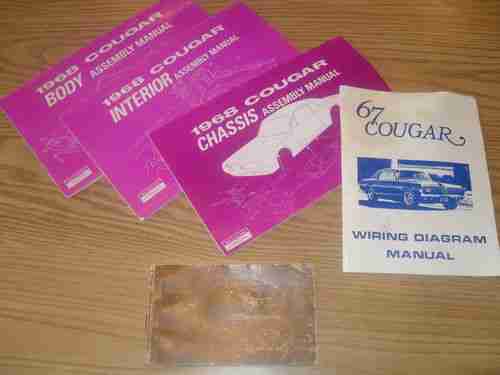 1968 COUGAR
BODY ASSEMBLY MANUAL
1968 COUGAR
INTERIOR ASSEMBLY MANUAL
1968 COUGAR
CHASSIS ASSEMBLY MANUAL
67
COUGAR
WIRING DIAGRAM
MANUAL